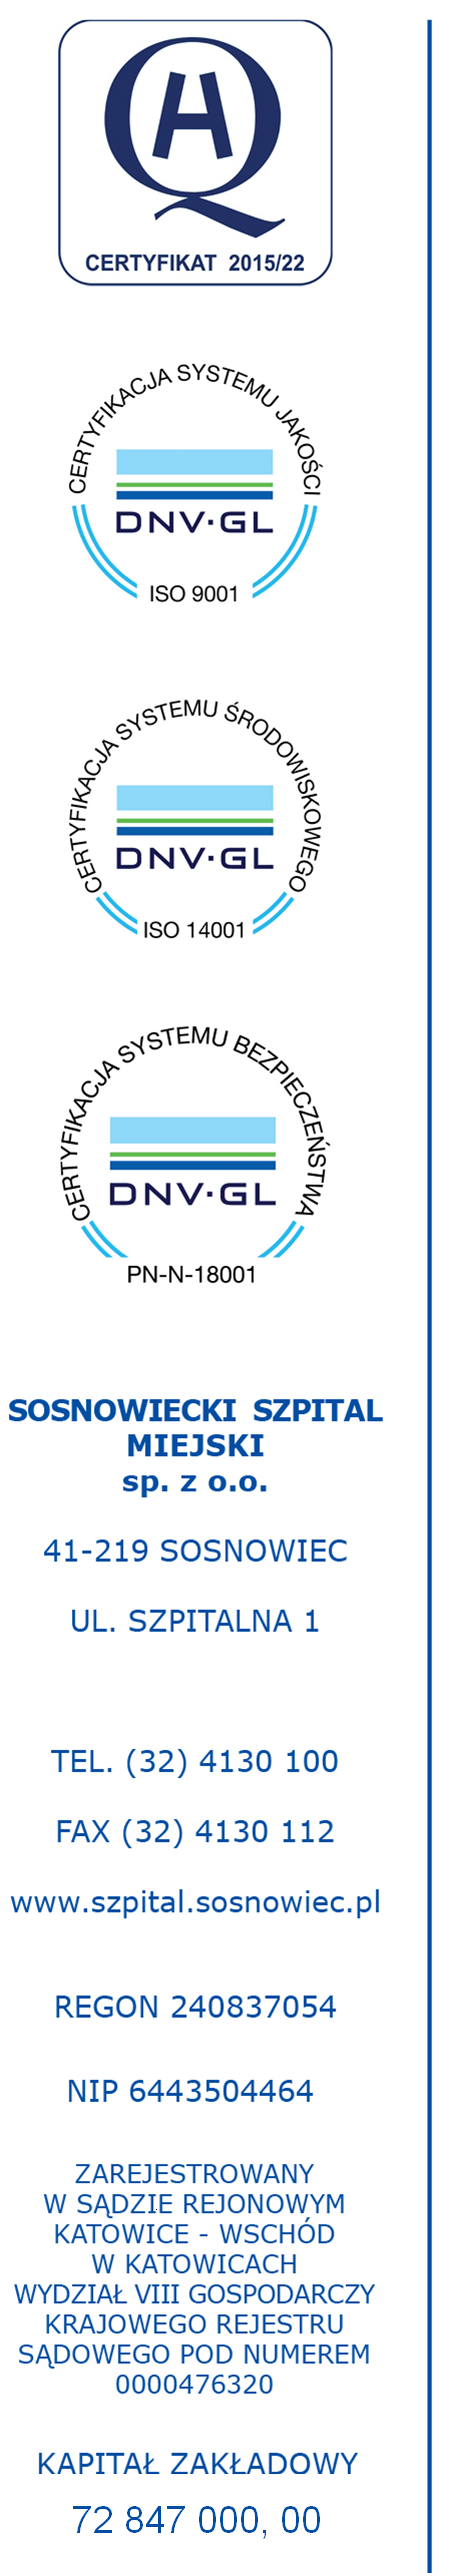 HQ
CERTYFIKAT 2015/22
CERTYFIKACJA SYSTEMU JAKOŚCI
DNV·GL
ISO 9001
CERTYFIKACJA SYSTEMU ŚRODOWISKOWEGO
DNV·GL
ISO 14001
CERTYFIKACJA SYSTEMU BEZPIECZEŃSTWA
DNV·GL
PN-N-18001
SOSNOWIECKI SZPITAL
MIEJSKI
sp. z o.o.
41-219 SOSNOWIEC
UL. SZPITALNA 1
TEL. (32) 4130 100
FAX (32) 4130 112
www.szpital.sosnowiec.pl
REGON 240837054
NIP 6443504464
ZAREJESTROWANY
W SĄDZIE REJONOWYM
KATOWICE - WSCHÓD
W KATOWICACH
WYDZIAŁ VIII GOSPODARCZY
KRAJOWEGO REJESTRU
SĄDOWEGO POD NUMEREM
0000476320
KAPITAŁ ZAKŁADOWY
72 847 000, 00